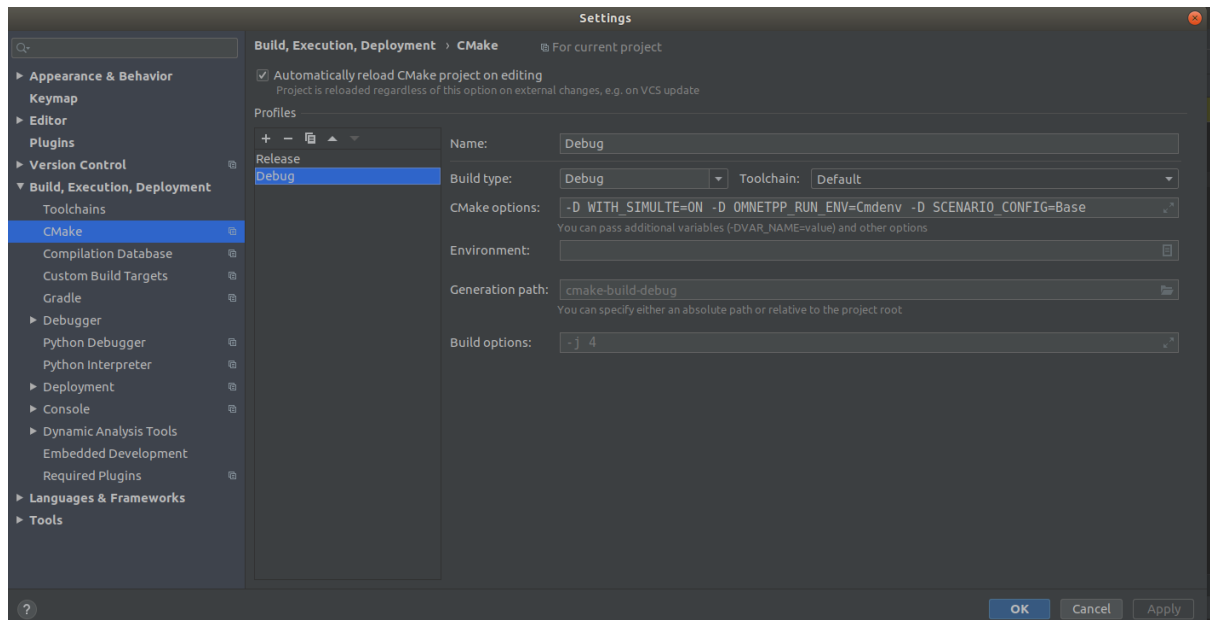 Settings
Appearance & Behavior
Keymap
Editor
Plugins
Version Control
Build, Execution, Deployment
Toolchains
CMake
Compilation Database
Custom Build Targets
Gradle
Debugger
Python Debugger
Python Interpreter
Deployment
Console
Dynamic Analysis Tools
Embedded Development
Required Plugins
Languages & Frameworks
Tools
Build, Execution, Deployment › CMake For current project
Automatically reload CMake project on editing
Project is reloaded regardless of this option on external changes, e.g. on VCS update
Profiles
Release
Debug
Name: Debug
Build type: Debug Toolchain: Default
CMake options: -D WITH_SIMULTE=ON -D OMNETPP_RUN_ENV=Cmdenv -D SCENARIO_CONFIG=Base
You can pass additional variables (-DVAR_NAME=value) and other options
Environment:
Generation path: cmake-build-debug
You can specify either an absolute path or relative to the project root
Build options: -j 4
? OK Cancel Apply